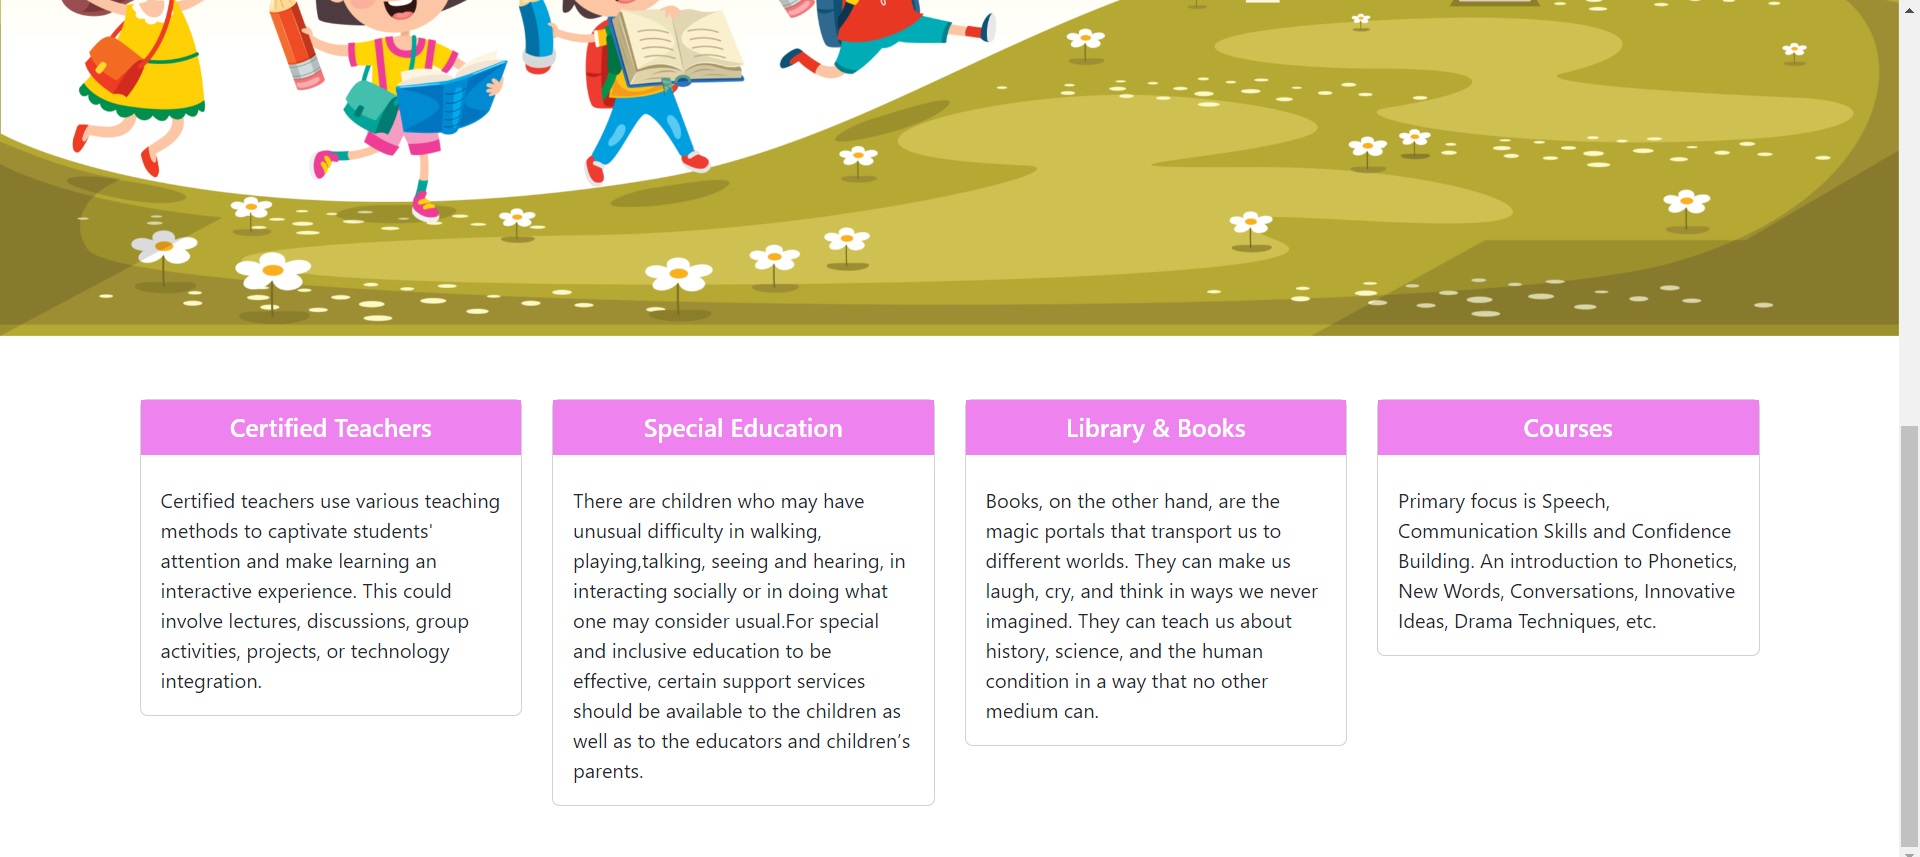 Certified Teachers
Certified teachers use various teaching
methods to captivate students'
attention and make learning an
interactive experience. This could
involve lectures, discussions, group
activities, projects, or technology
integration.
Special Education
There are children who may have
unusual difficulty in walking,
playing,talking, seeing and hearing, in
interacting socially or in doing what
one may consider usual.For special
and inclusive education to be
effective, certain support services
should be available to the children as
well as to the educators and children’s
parents.
Library & Books
Books, on the other hand, are the
magic portals that transport us to
different worlds. They can make us
laugh, cry, and think in ways we never
imagined. They can teach us about
history, science, and the human
condition in a way that no other
medium can.
Courses
Primary focus is Speech,
Communication Skills and Confidence
Building. An introduction to Phonetics,
New Words, Conversations, Innovative
Ideas, Drama Techniques, etc.